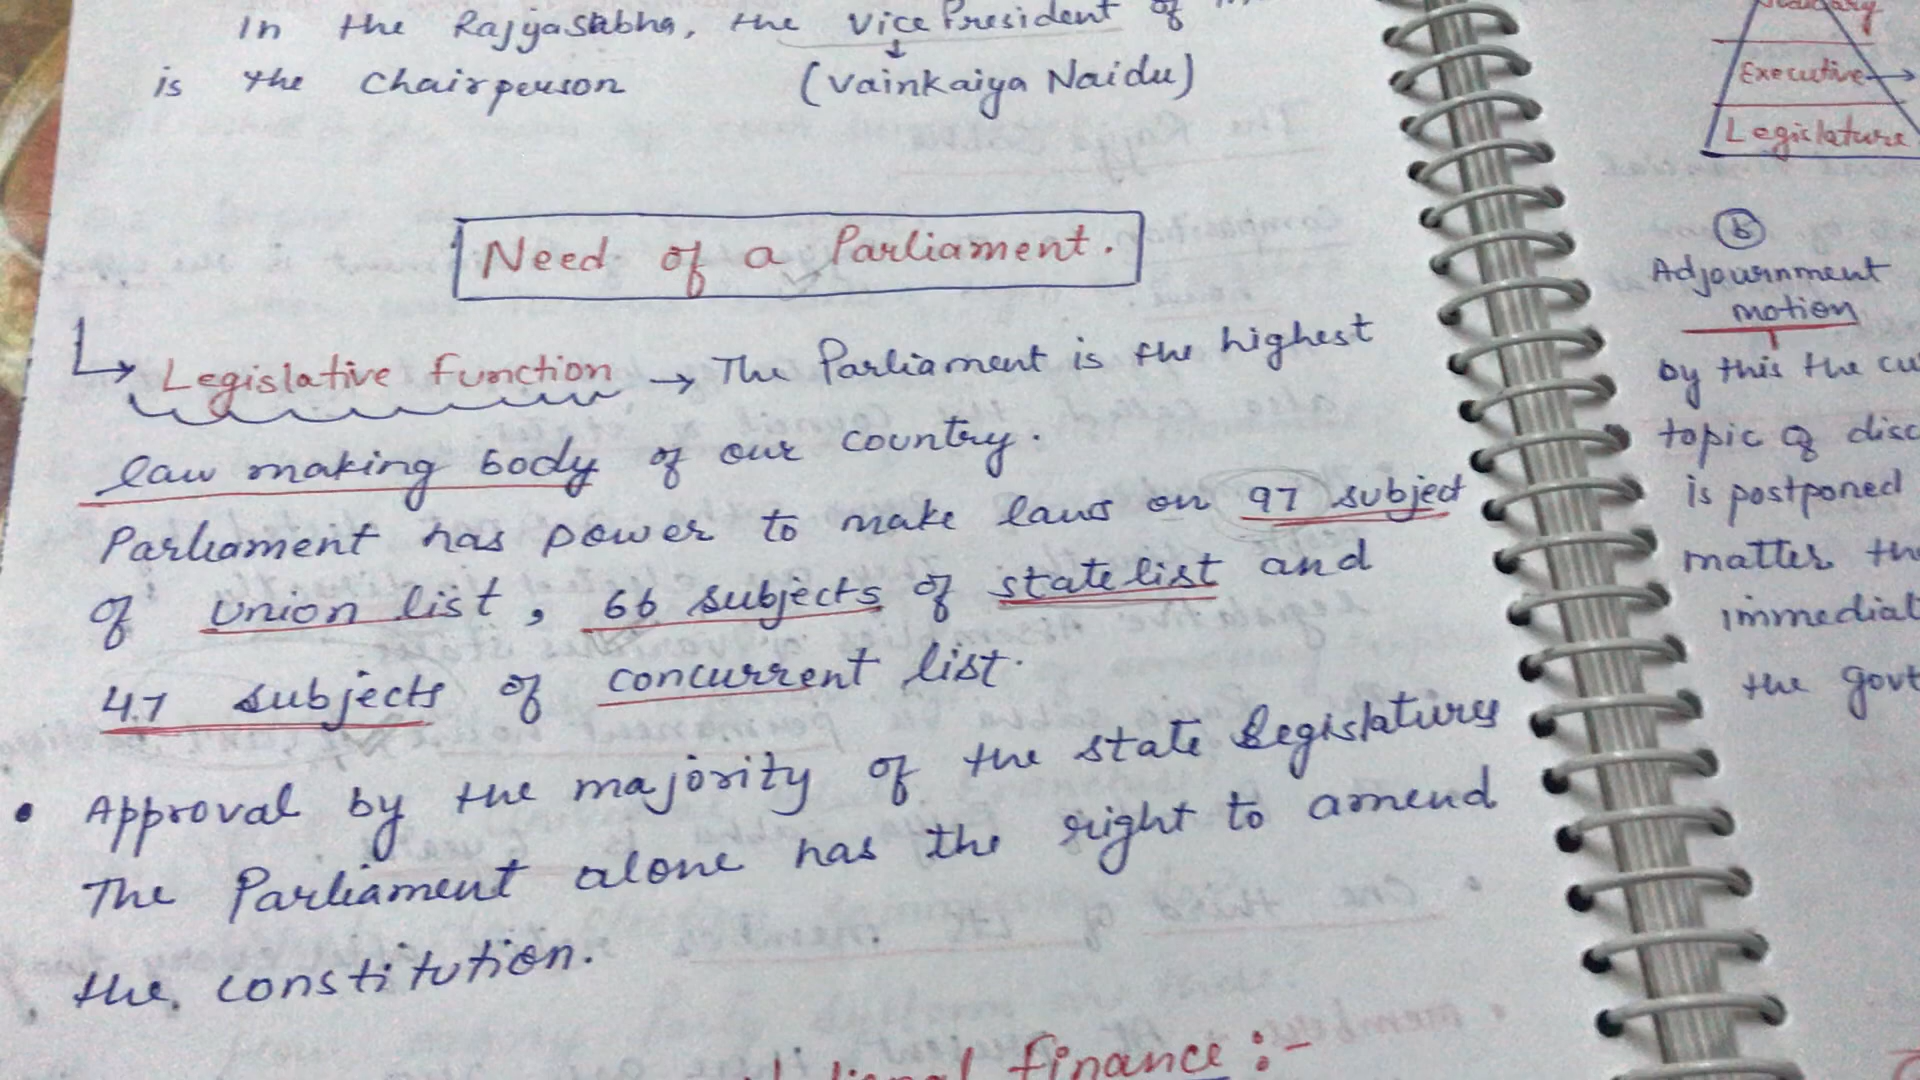 In the Rajyasabha, the Vice President of
is the Chairperson (Vainkaiya Naidu)
Need of a Parliament.
Legislative function → The Parliament is the highest
law making body of our country.
Parliament has power to make laws on 97 subject
of Union list, 66 subjects of state list and
47 subjects of concurrent list.
• Approval by the majority of the state legislatures
The Parliament alone has the right to amend
the constitution.
finance :-
Executive →
Legislature
(b)
Adjournment
motion
by this the
topic of
is postponed
matter
the govt